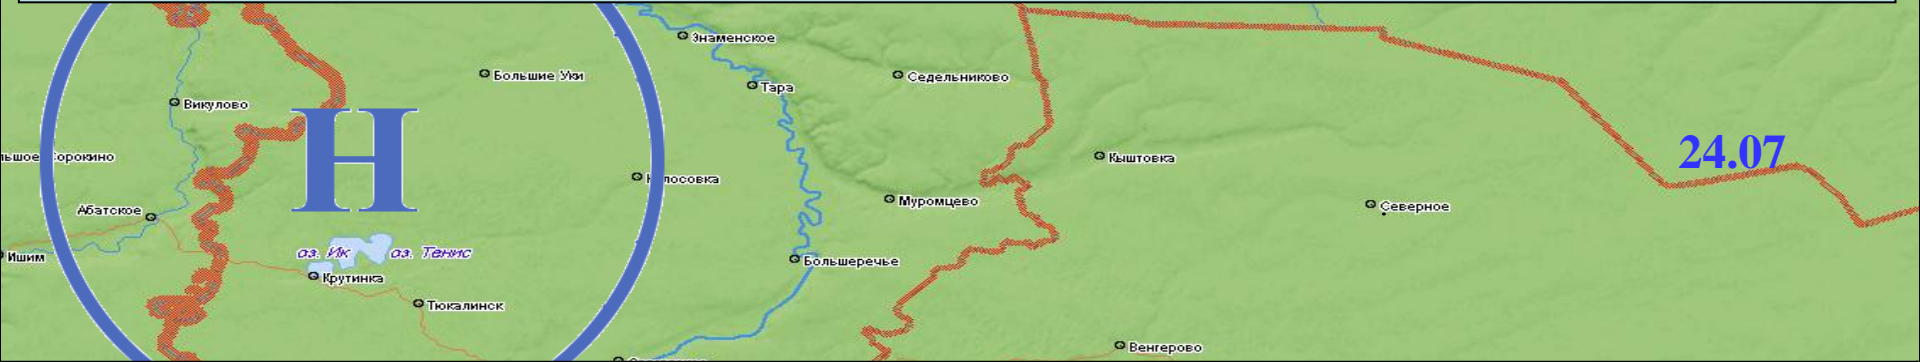 Знаменское
Большие Уки
Седельниково
Тара
Викулово
Н
24.07
Кыштовка
Колосовка
Муромцево
Северное
Абатское
оз. Ик
оз. Тенис
Ишим
Большеречье
Крутинка
Тюкалинск
Венгерово